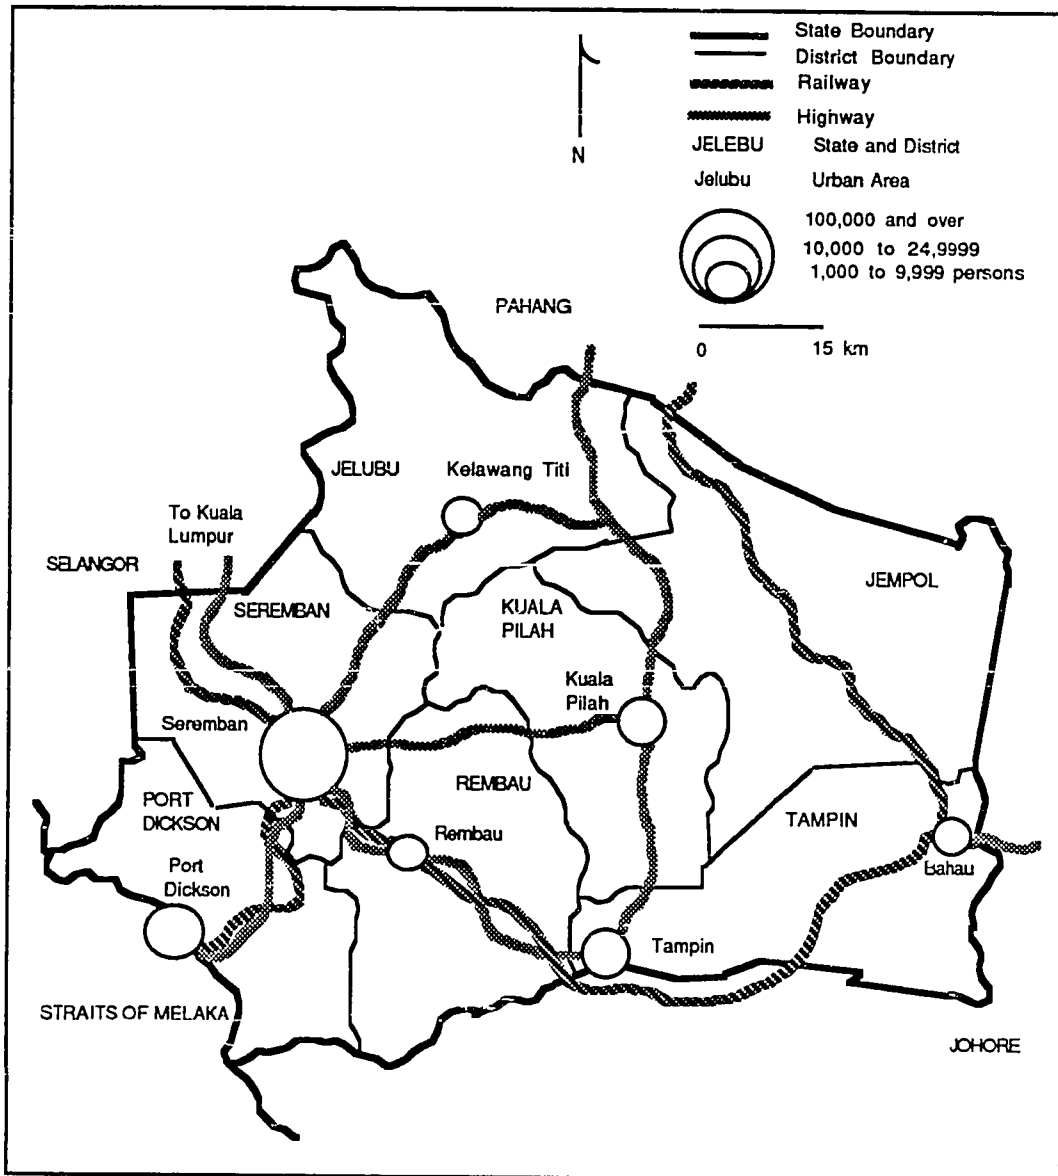 State Boundary
District Boundary
Railway
Highway
JELEBU State and District
Jelubu Urban Area
100,000 and over
10,000 to 24,9999
1,000 to 9,999 persons
0 15 km
N
PAHANG
JELUBU
Kelawang Titi
To Kuala
Lumpur
SELANGOR
JEMPOL
SEREMBAN
KUALA
PILAH
Kuala
Pilah
Seremban
REMBAU
PORT
DICKSON
TAMPIN
Rembau
Port
Dickson
Bahau
Tampin
STRAITS OF MELAKA
JOHORE